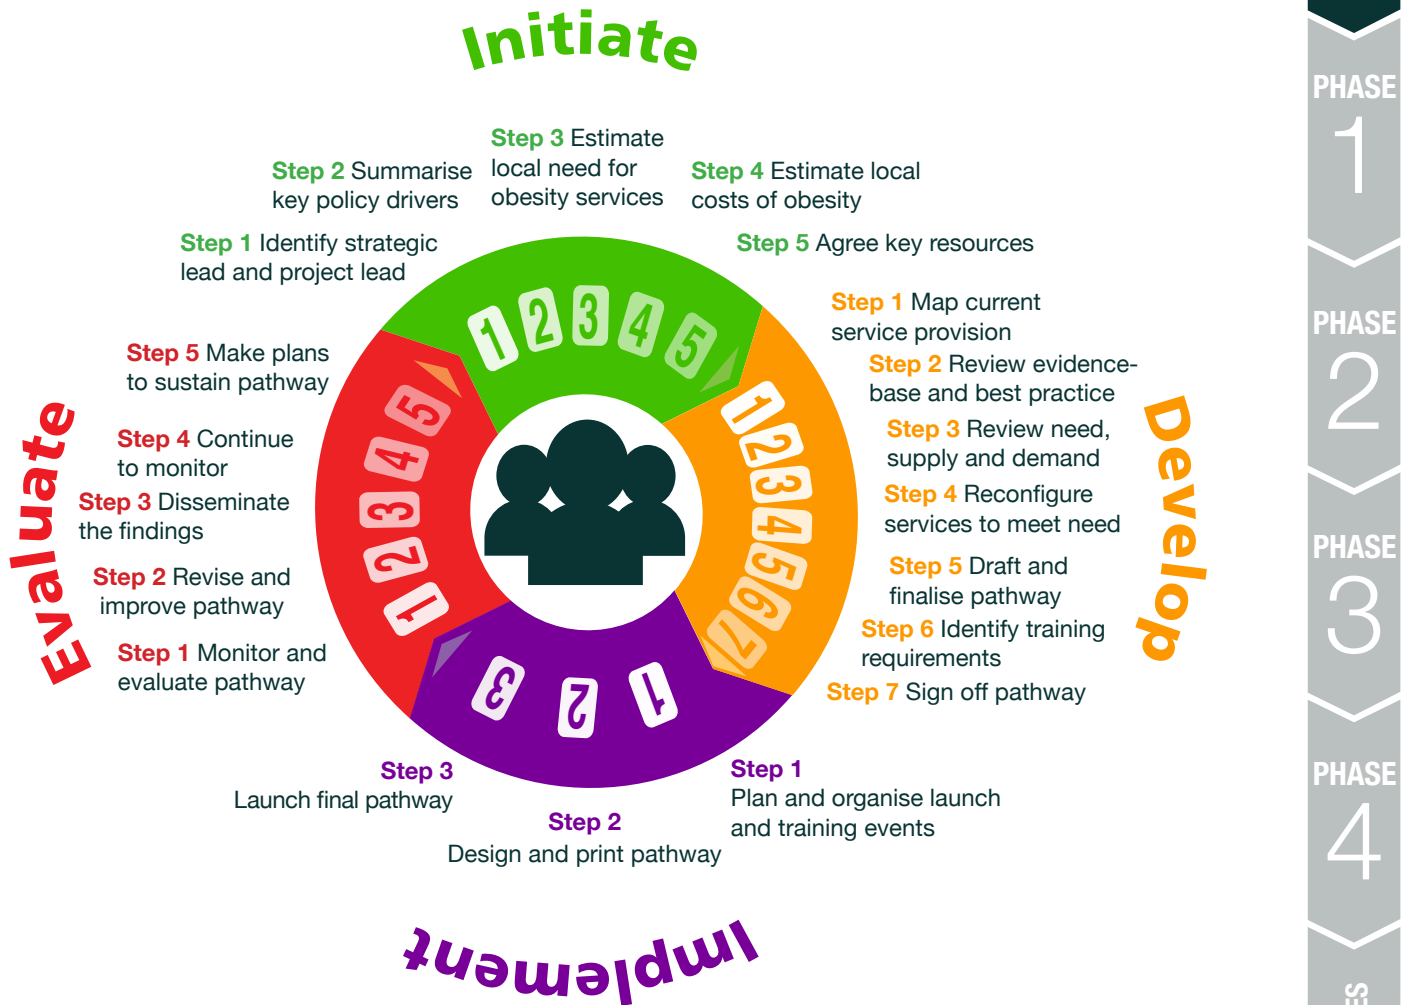 Initiate
Step 1 Identify strategic
lead and project lead
Step 2 Summarise
key policy drivers
Step 3 Estimate
local need for
obesity services
Step 4 Estimate local
costs of obesity
Step 5 Agree key resources
1 2 3 4 5
Develop
Step 1 Map current
service provision
Step 2 Review evidence-
base and best practice
Step 3 Review need,
supply and demand
Step 4 Reconfigure
services to meet need
Step 5 Draft and
finalise pathway
Step 6 Identify training
requirements
Step 7 Sign off pathway
1 2 3 4 5 6 7
Implement
Step 1
Plan and organise launch
and training events
Step 2
Design and print pathway
Step 3
Launch final pathway
1 2 3
Evaluate
Step 1 Monitor and
evaluate pathway
Step 2 Revise and
improve pathway
Step 3 Disseminate
the findings
Step 4 Continue
to monitor
Step 5 Make plans
to sustain pathway
1 2 3 4 5
PHASE
1
PHASE
2
PHASE
3
PHASE
4